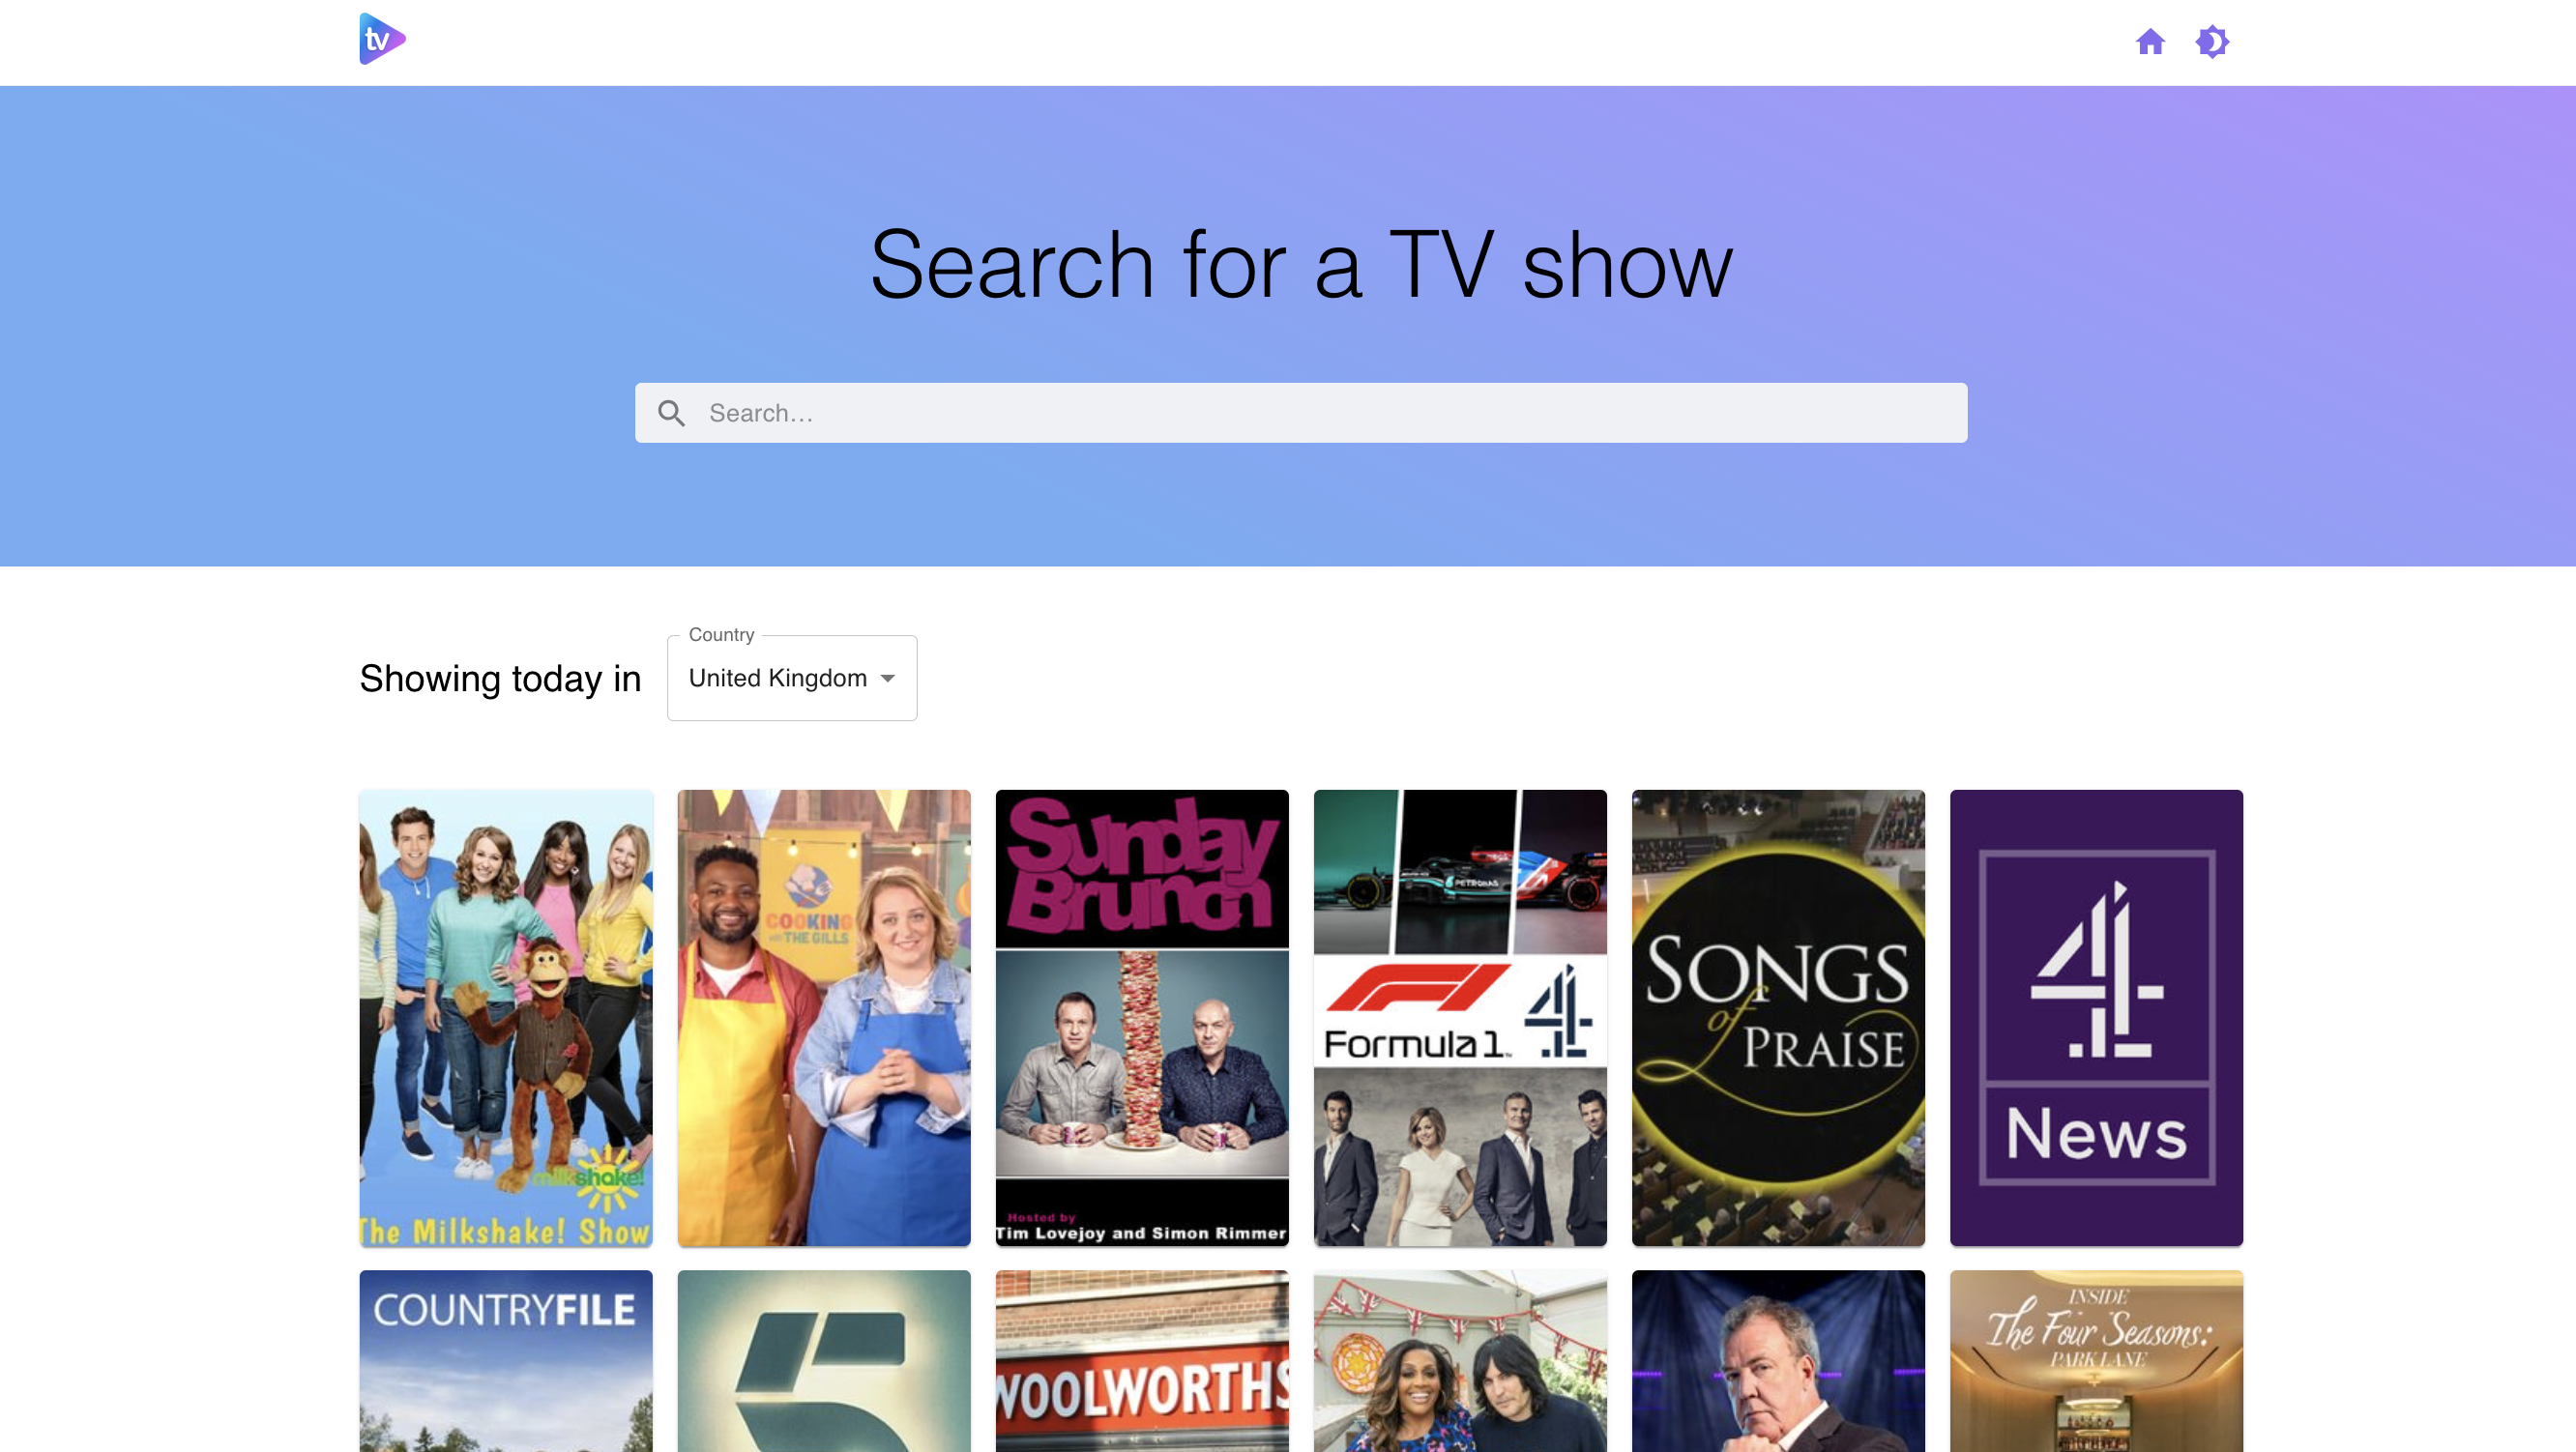 tv
Search for a TV show
Search...
Country
Showing today in
United Kingdom
milkshake!
The Milkshake! Show
COOKING
WITH THE GILLS
Sunday
Brunch
Hosted by
Tim Lovejoy and Simon Rimmer
PETRONAS
F1
Formula 1
4
SONGS
of
PRAISE
4
News
COUNTRYFILE
5
WOOLWORTHS
INSIDE
The Four Seasons:
PARK LANE